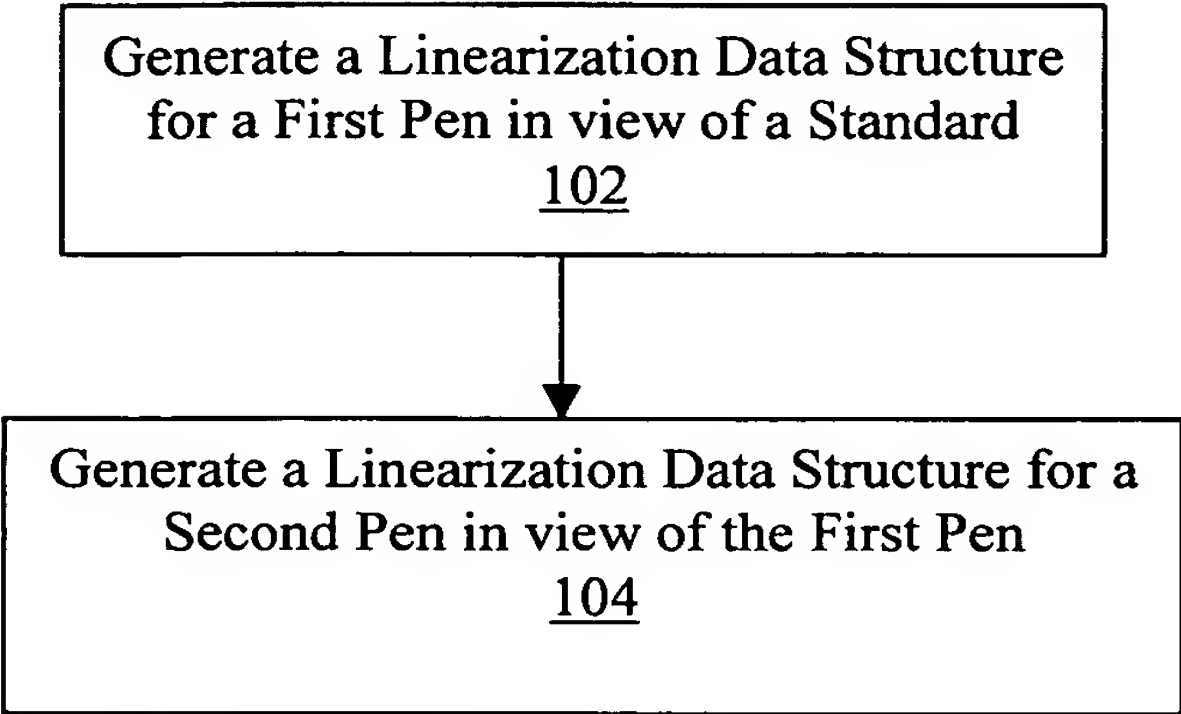 Generate a Linearization Data Structure
for a First Pen in view of a Standard
102
Generate a Linearization Data Structure for a
Second Pen in view of the First Pen
104